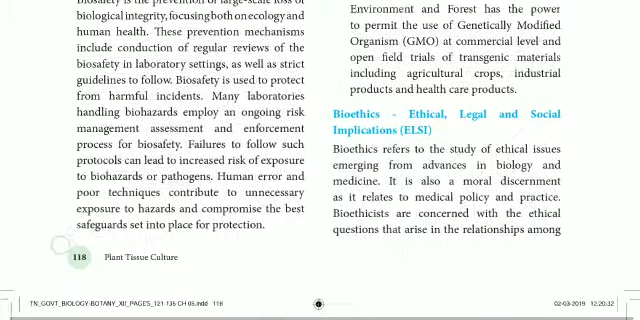 Biosafety is the prevention of large-scale loss of
biological integrity, focusing both on ecology and
human health. These prevention mechanisms
include conduction of regular reviews of the
biosafety in laboratory settings, as well as strict
guidelines to follow. Biosafety is used to protect
from harmful incidents. Many laboratories
handling biohazards employ an ongoing risk
management assessment and enforcement
process for biosafety. Failures to follow such
protocols can lead to increased risk of exposure
to biohazards or pathogens. Human error and
poor techniques contribute to unnecessary
exposure to hazards and compromise the best
safeguards set into place for protection.
Environment and Forest has the power
to permit the use of Genetically Modified
Organism (GMO) at commercial level and
open field trials of transgenic materials
including agricultural crops, industrial
products and health care products.
Bioethics - Ethical, Legal and Social
Implications (ELSI)
Bioethics refers to the study of ethical issues
emerging from advances in biology and
medicine. It is also a moral discernment
as it relates to medical policy and practice.
Bioethicists are concerned with the ethical
questions that arise in the relationships among
118 Plant Tissue Culture
TN_GOVT_BIOLOGY-BOTANY_XII_PAGES_121-135 CH 05.indd 118
02-03-2019 12:20:32